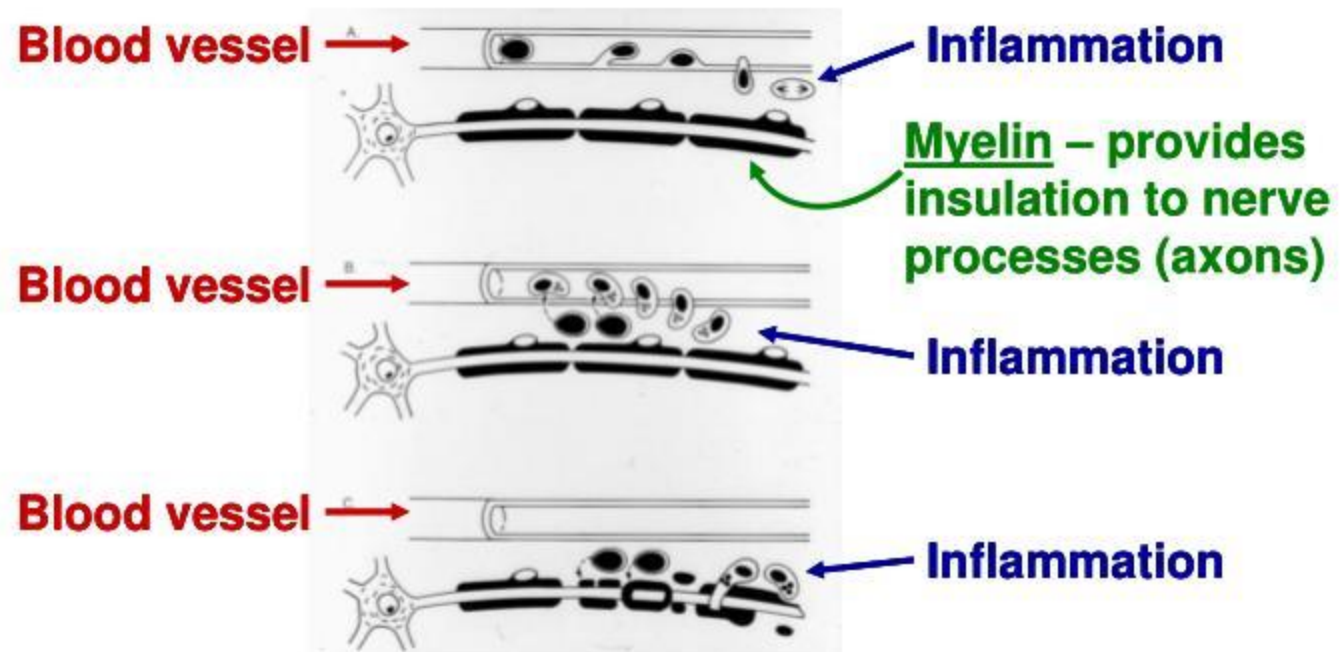 A.
Blood vessel
Inflammation
Myelin – provides
insulation to nerve
processes (axons)
B.
Blood vessel
Inflammation
C.
Blood vessel
Inflammation